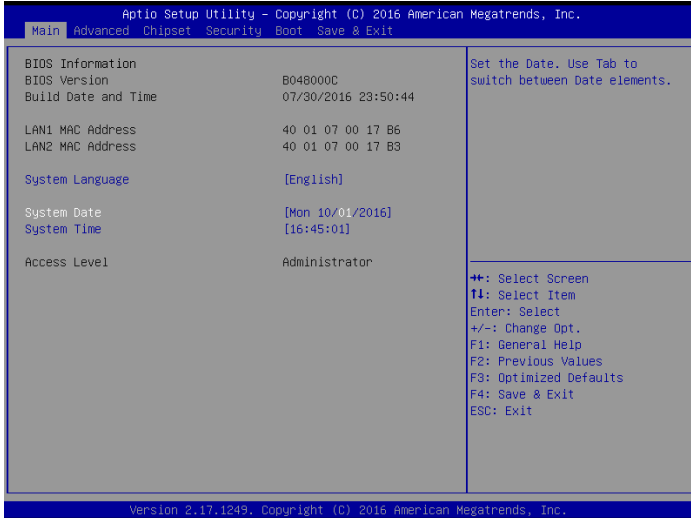 Aptio Setup Utility – Copyright (C) 2016 American Megatrends, Inc.
Main Advanced Chipset Security Boot Save & Exit
BIOS Information
BIOS Version B048000C
Build Date and Time 07/30/2016 23:50:44
LAN1 MAC Address 40 01 07 00 17 B6
LAN2 MAC Address 40 01 07 00 17 B3
System Language [English]
System Date [Mon 10/01/2016]
System Time [16:45:01]
Access Level Administrator
Set the Date. Use Tab to
switch between Date elements.
→←: Select Screen
↑↓: Select Item
Enter: Select
+/-: Change Opt.
F1: General Help
F2: Previous Values
F3: Optimized Defaults
F4: Save & Exit
ESC: Exit
Version 2.17.1249. Copyright (C) 2016 American Megatrends, Inc.